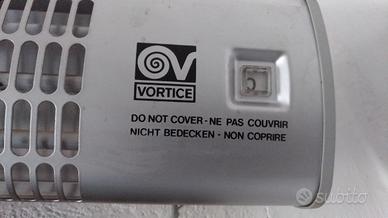 VORTICE
DO NOT COVER - NE PAS COUVRIR
NICHT BEDECKEN - NON COPRIRE
subito